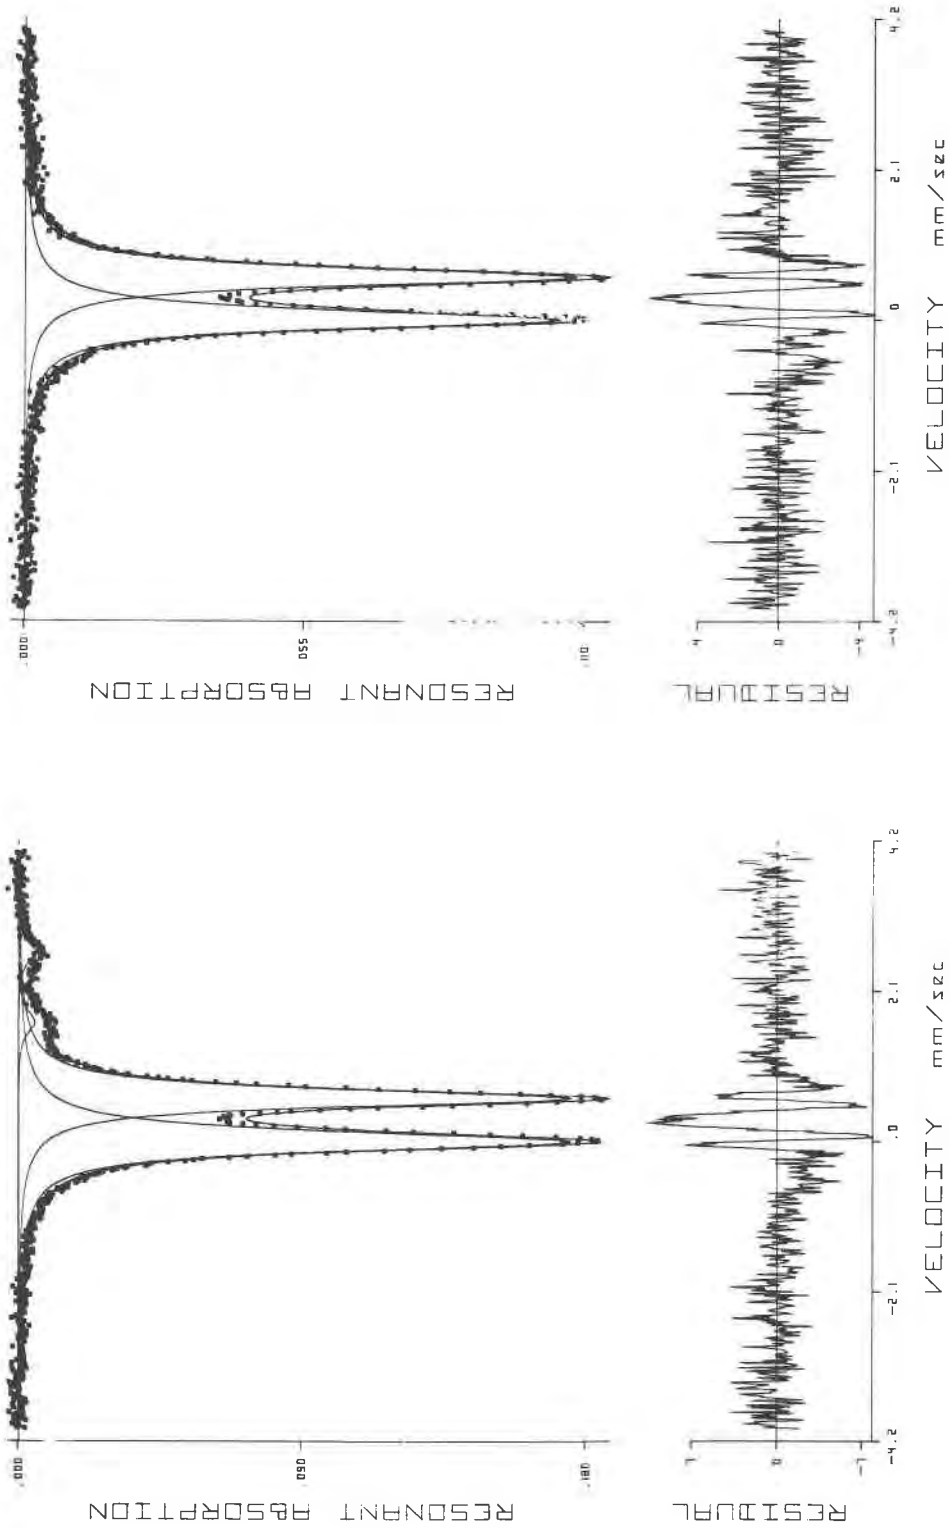 RESONANT ABSORPTION
.000
.090
.180
RESIDUAL
7
0
-7
-4.2 -2.1 .0 2.1 4.2
VELOCITY mm/sec
RESONANT ABSORPTION
.000
.055
.110
RESIDUAL
4
0
-4
-4.2 -2.1 0 2.1 4.2
VELOCITY mm/sec